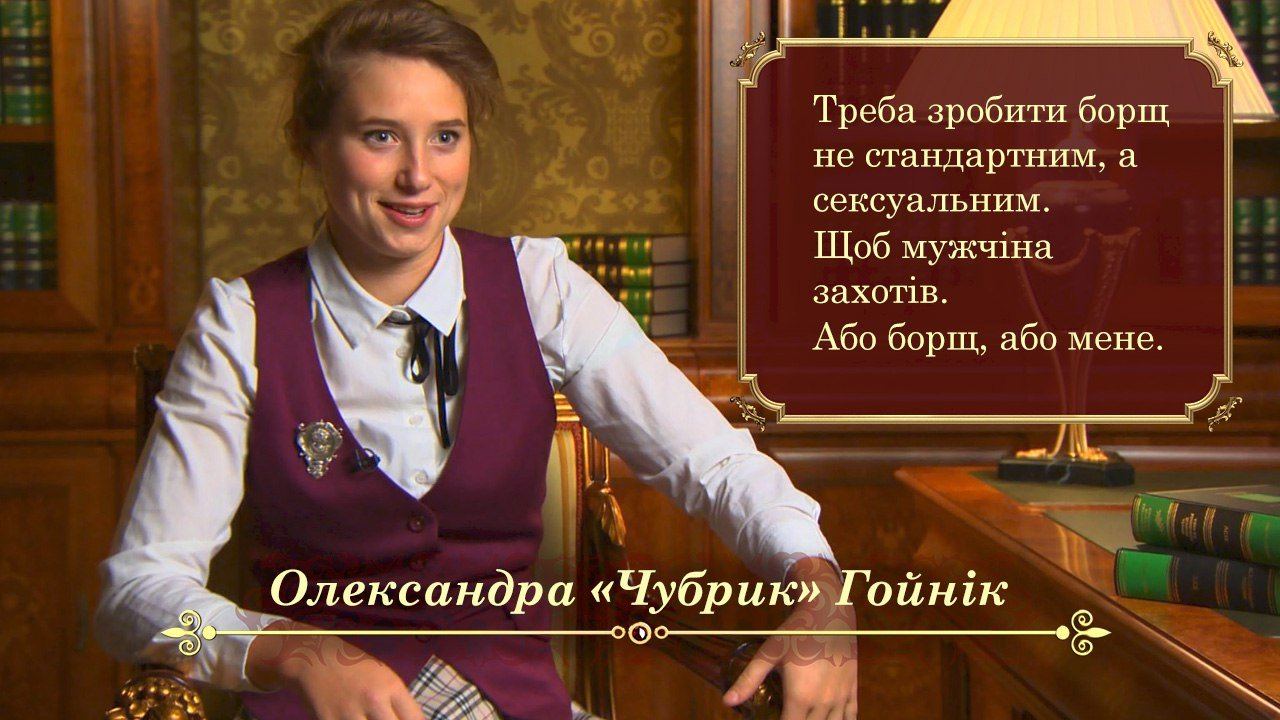 Треба зробити борщ
не стандартним, а
сексуальним.
Щоб мужчіна
захотів.
Або борщ, або мене.
Олександра «Чубрик» Гойнік